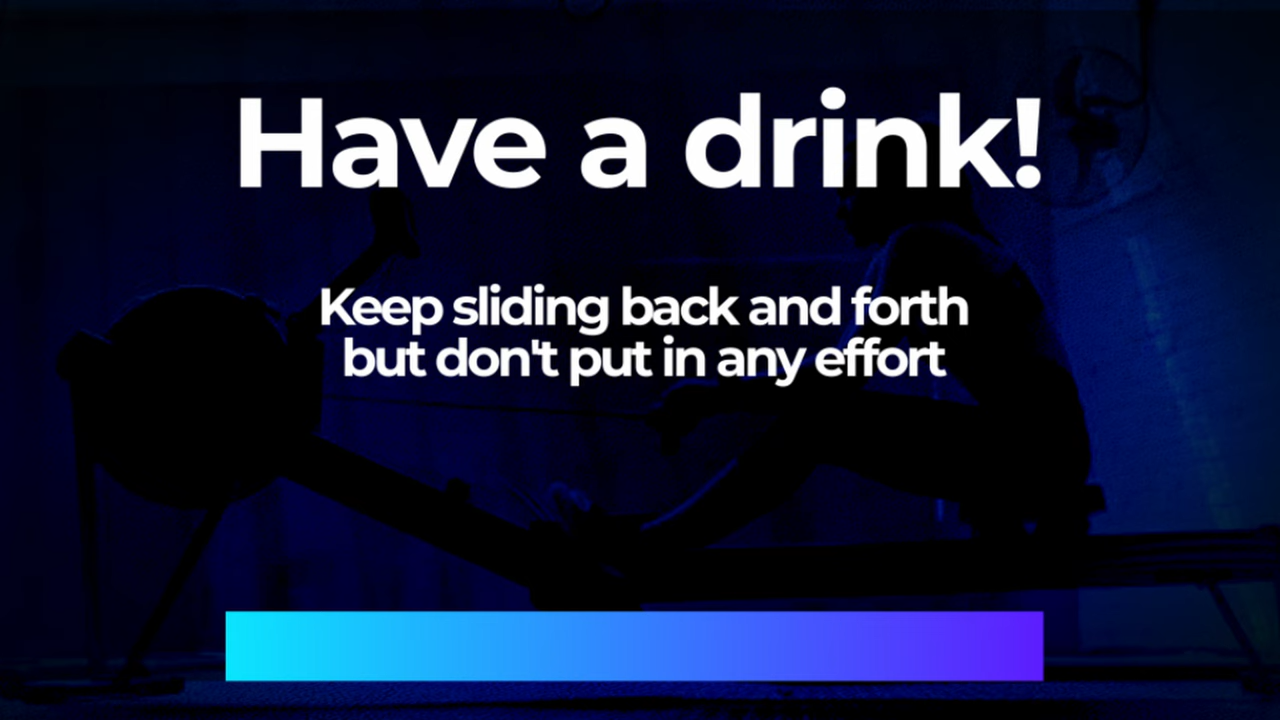 Have a drink!
Keep sliding back and forth
but don't put in any effort